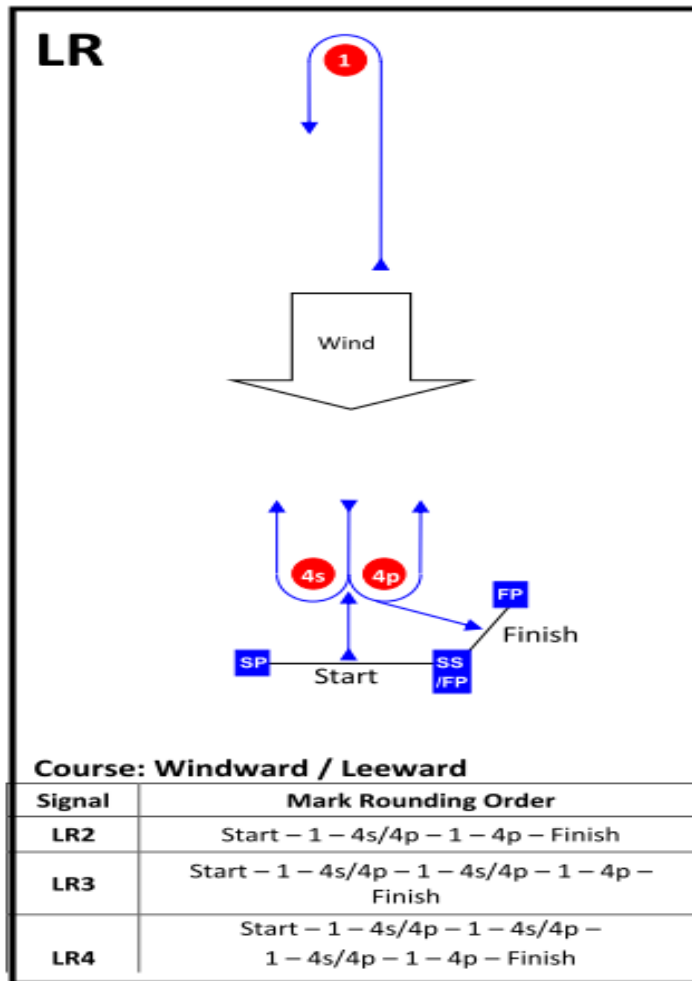 LR
1
Wind
4s 4p
FP
Finish
SP
Start
SS
/FP
Course: Windward / Leeward
Signal Mark Rounding Order
LR2 Start – 1 – 4s/4p – 1 – 4p – Finish
LR3 Start – 1 – 4s/4p – 1 – 4s/4p – 1 – 4p –
Finish
Start – 1 – 4s/4p – 1 – 4s/4p –
LR4 1 – 4s/4p – 1 – 4p – Finish